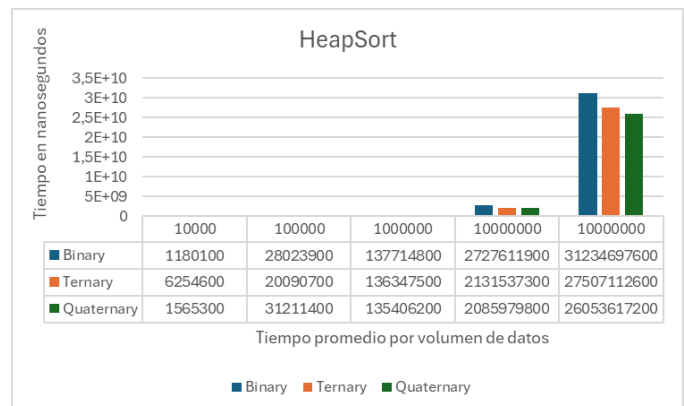 HeapSort
Tiempo en nanosegundos
3,5E+10
3E+10
2,5E+10
2E+10
1,5E+10
1E+10
5E+09
0
10000 100000 1000000 10000000 100000000
Binary 1180100 28023900 137714800 2727611900 31234697600
Ternary 6254600 20090700 136347500 2131537300 27507112600
Quaternary 1565300 31211400 135406200 2085979800 26053617200
Tiempo promedio por volumen de datos
Binary Ternary Quaternary